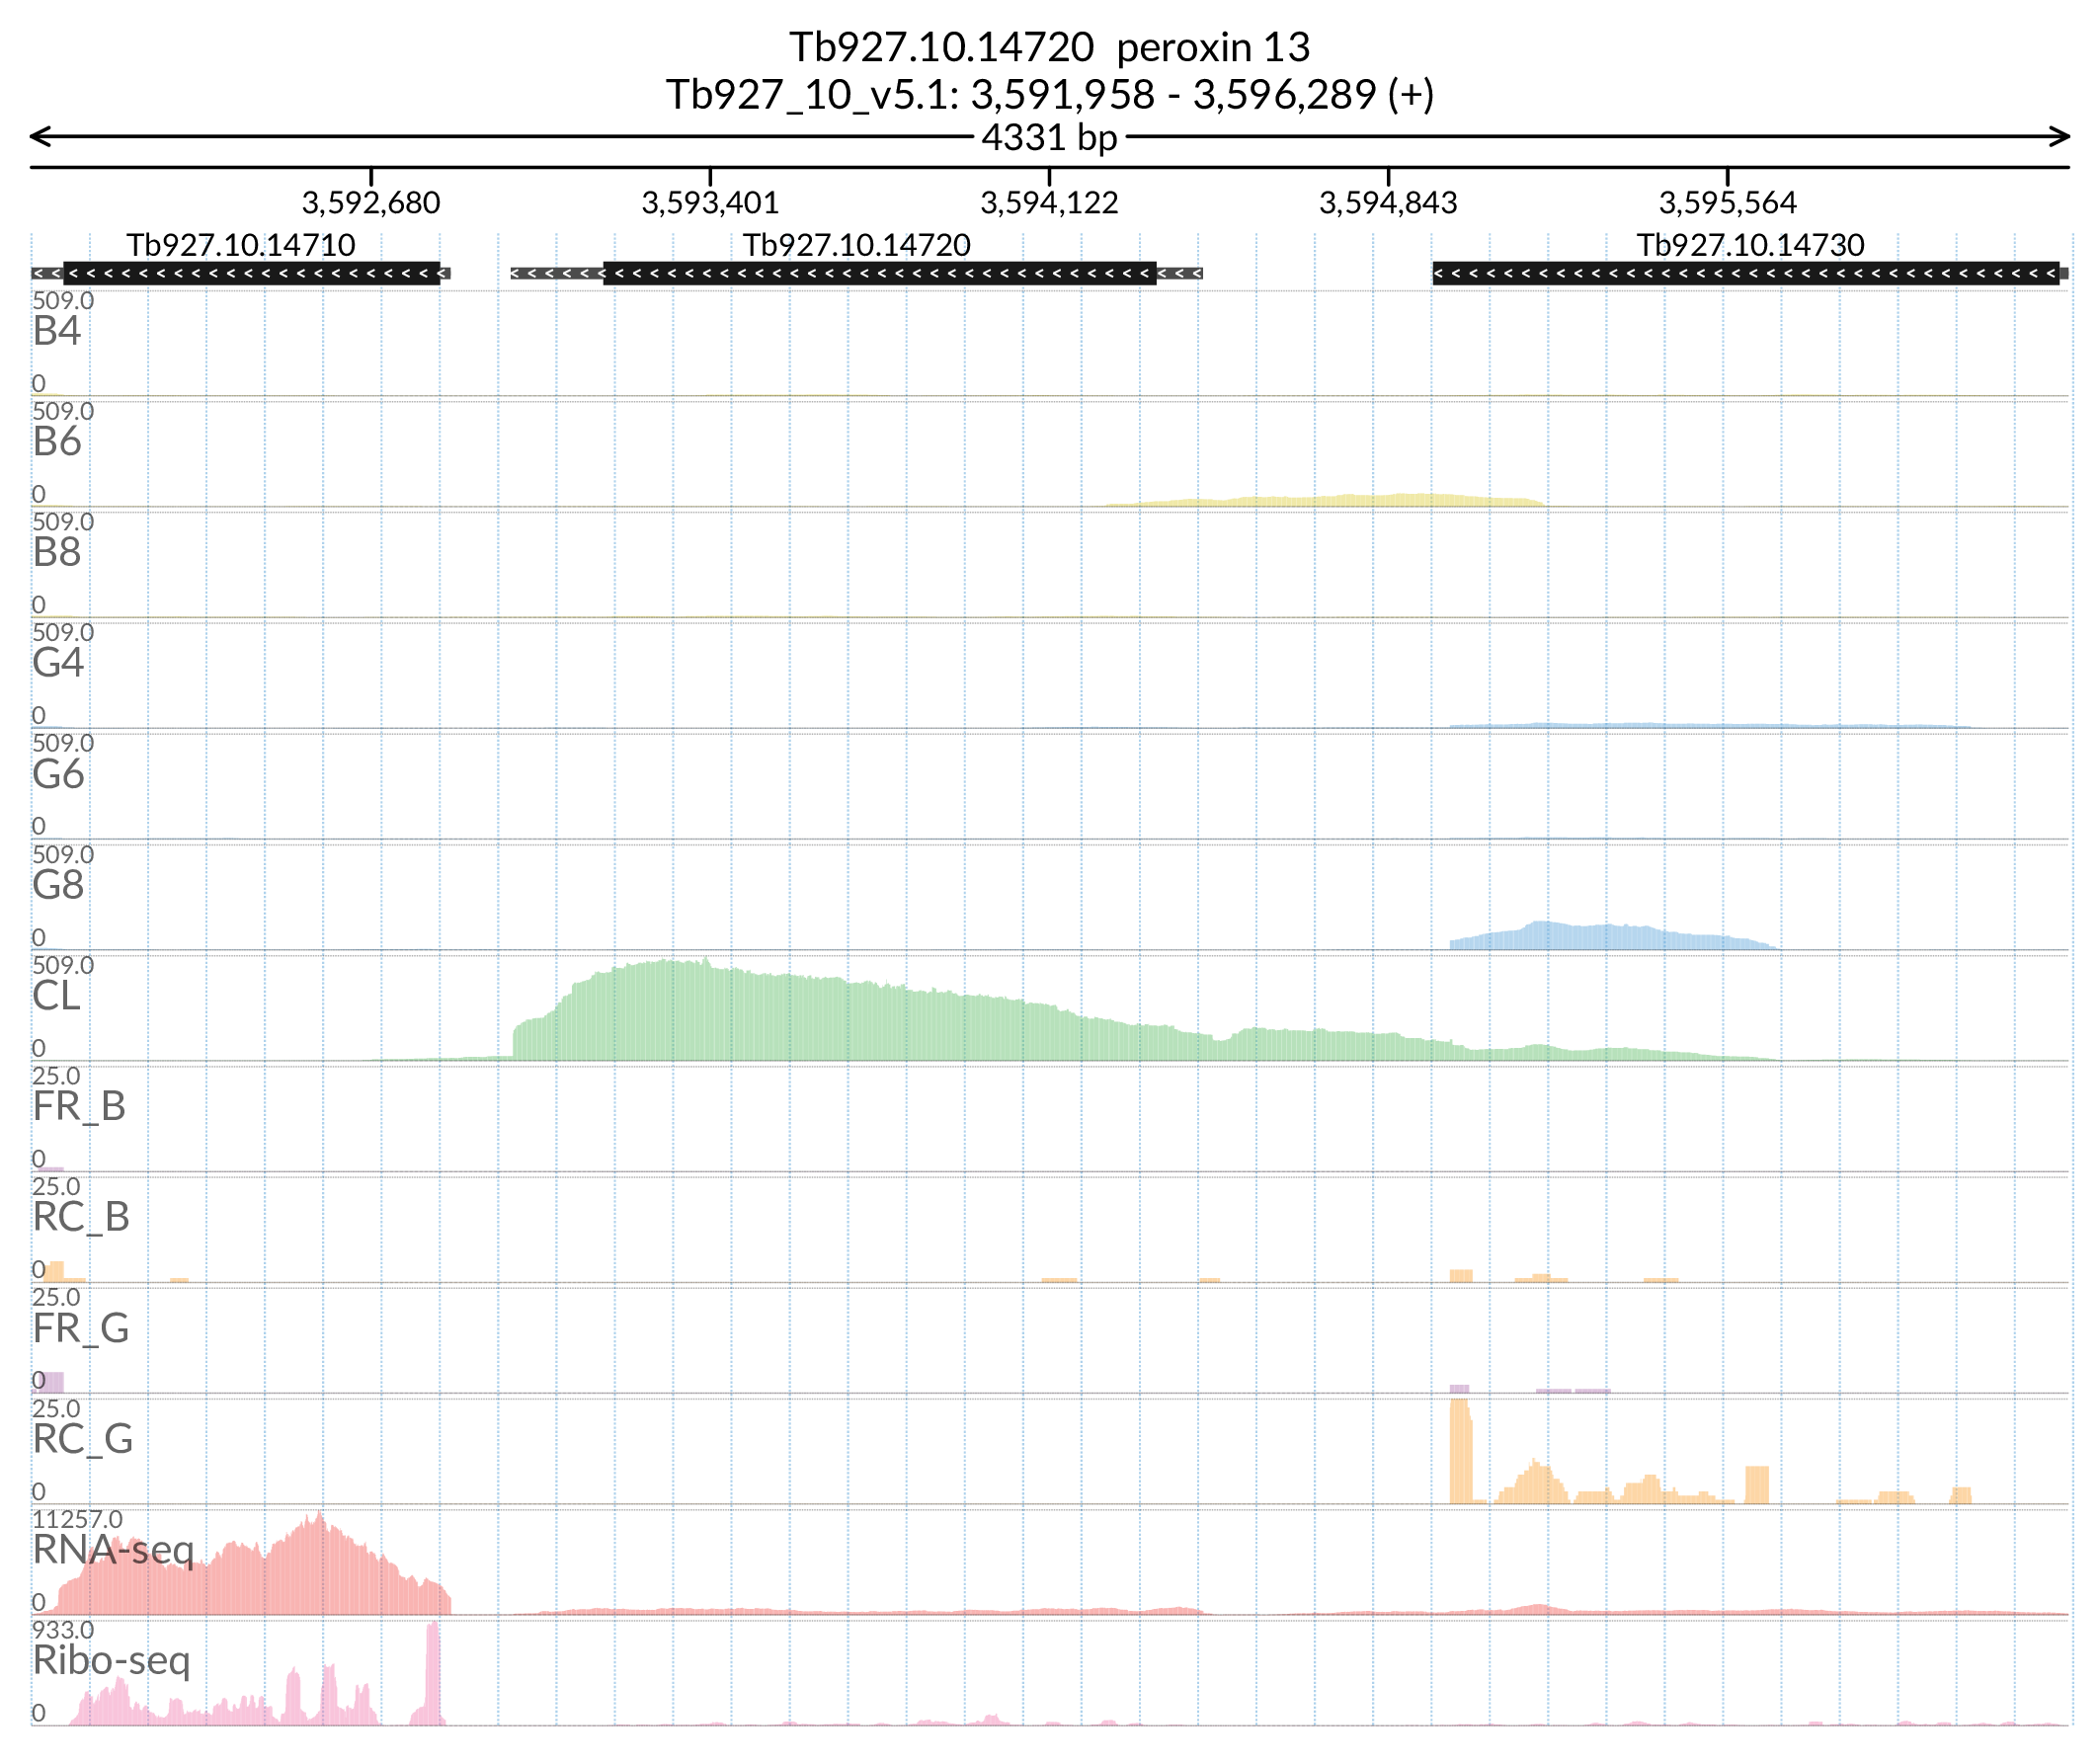 Tb927.10.14720  peroxin 13
Tb927_10_v5.1: 3,591,958 - 3,596,289 (+)
4331 bp
3,592,680 3,593,401 3,594,122 3,594,843 3,595,564
Tb927.10.14710 Tb927.10.14720 Tb927.10.14730
509.0
B4
0
509.0
B6
0
509.0
B8
0
509.0
G4
0
509.0
G6
0
509.0
G8
0
509.0
CL
0
25.0
FR_B
0
25.0
RC_B
0
25.0
FR_G
0
25.0
RC_G
0
11257.0
RNA-seq
0
933.0
Ribo-seq
0